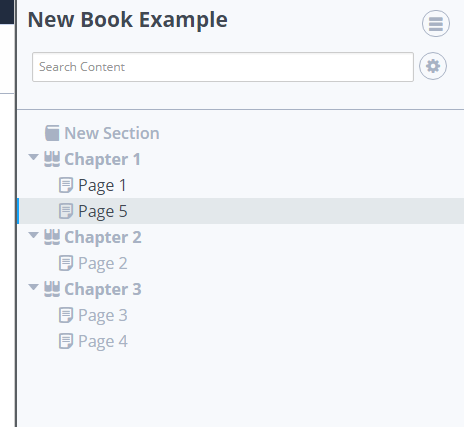 New Book Example
Search Content
New Section
Chapter 1
Page 1
Page 5
Chapter 2
Page 2
Chapter 3
Page 3
Page 4